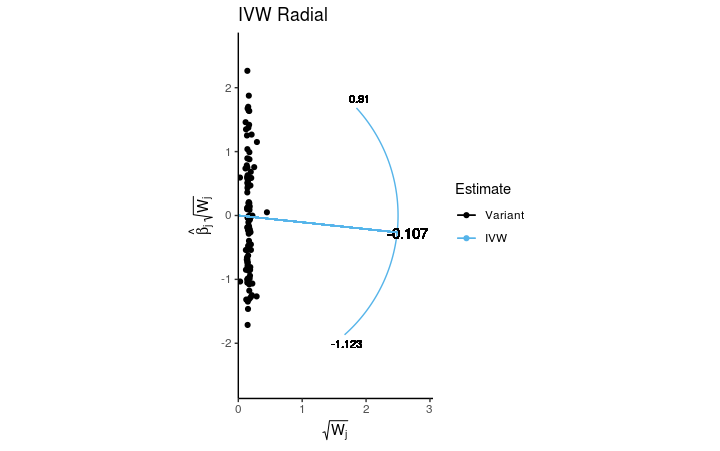 IVW Radial
0.91
2
1
0
-1
-2
-0.107
-1.123
β̂ⱼ√Wⱼ
0 1 2 3
√Wⱼ
Estimate
Variant
IVW